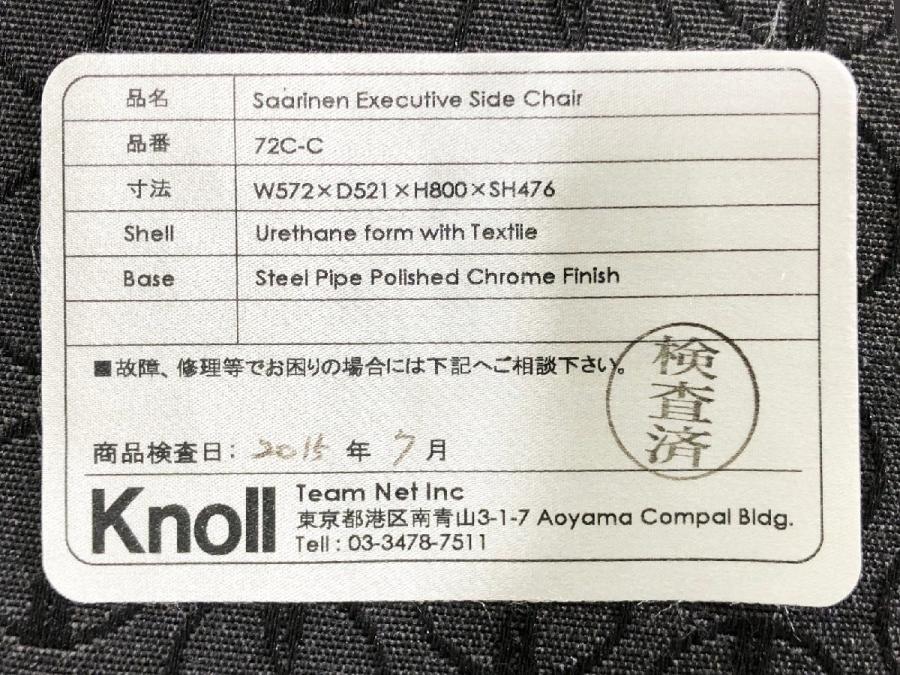 品名 Saarinen Executive Side Chair
品番 72C-C
寸法 W572×D521×H800×SH476
Shell Urethane form with Textile
Base Steel Pipe Polished Chrome Finish
■故障、修理等でお困りの場合には下記へご相談下さい。
検査済
商品検査日: 2015 年 7 月
Knoll Team Net Inc
東京都港区南青山3-1-7 Aoyama Compal Bldg.
Tell : 03-3478-7511